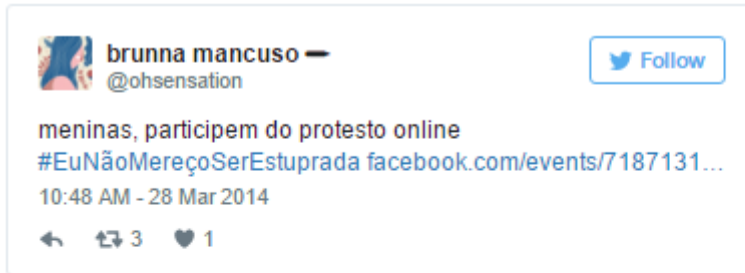 brunna mancuso
@ohsensation
Follow
meninas, participem do protesto online
#EuNãoMereçoSerEstuprada facebook.com/events/7187131...
10:48 AM - 28 Mar 2014
3 1